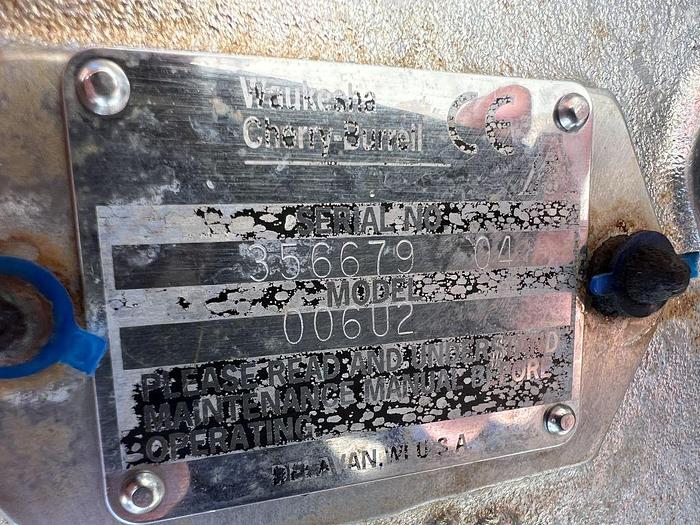 Waukesha
Cherry-Burrell
CE
SERIAL NO
356679 04
MODEL
006U2
PLEASE READ AND UNDERSTAND
MAINTENANCE MANUAL BEFORE
OPERATING
DELAVAN, WI U.S.A.